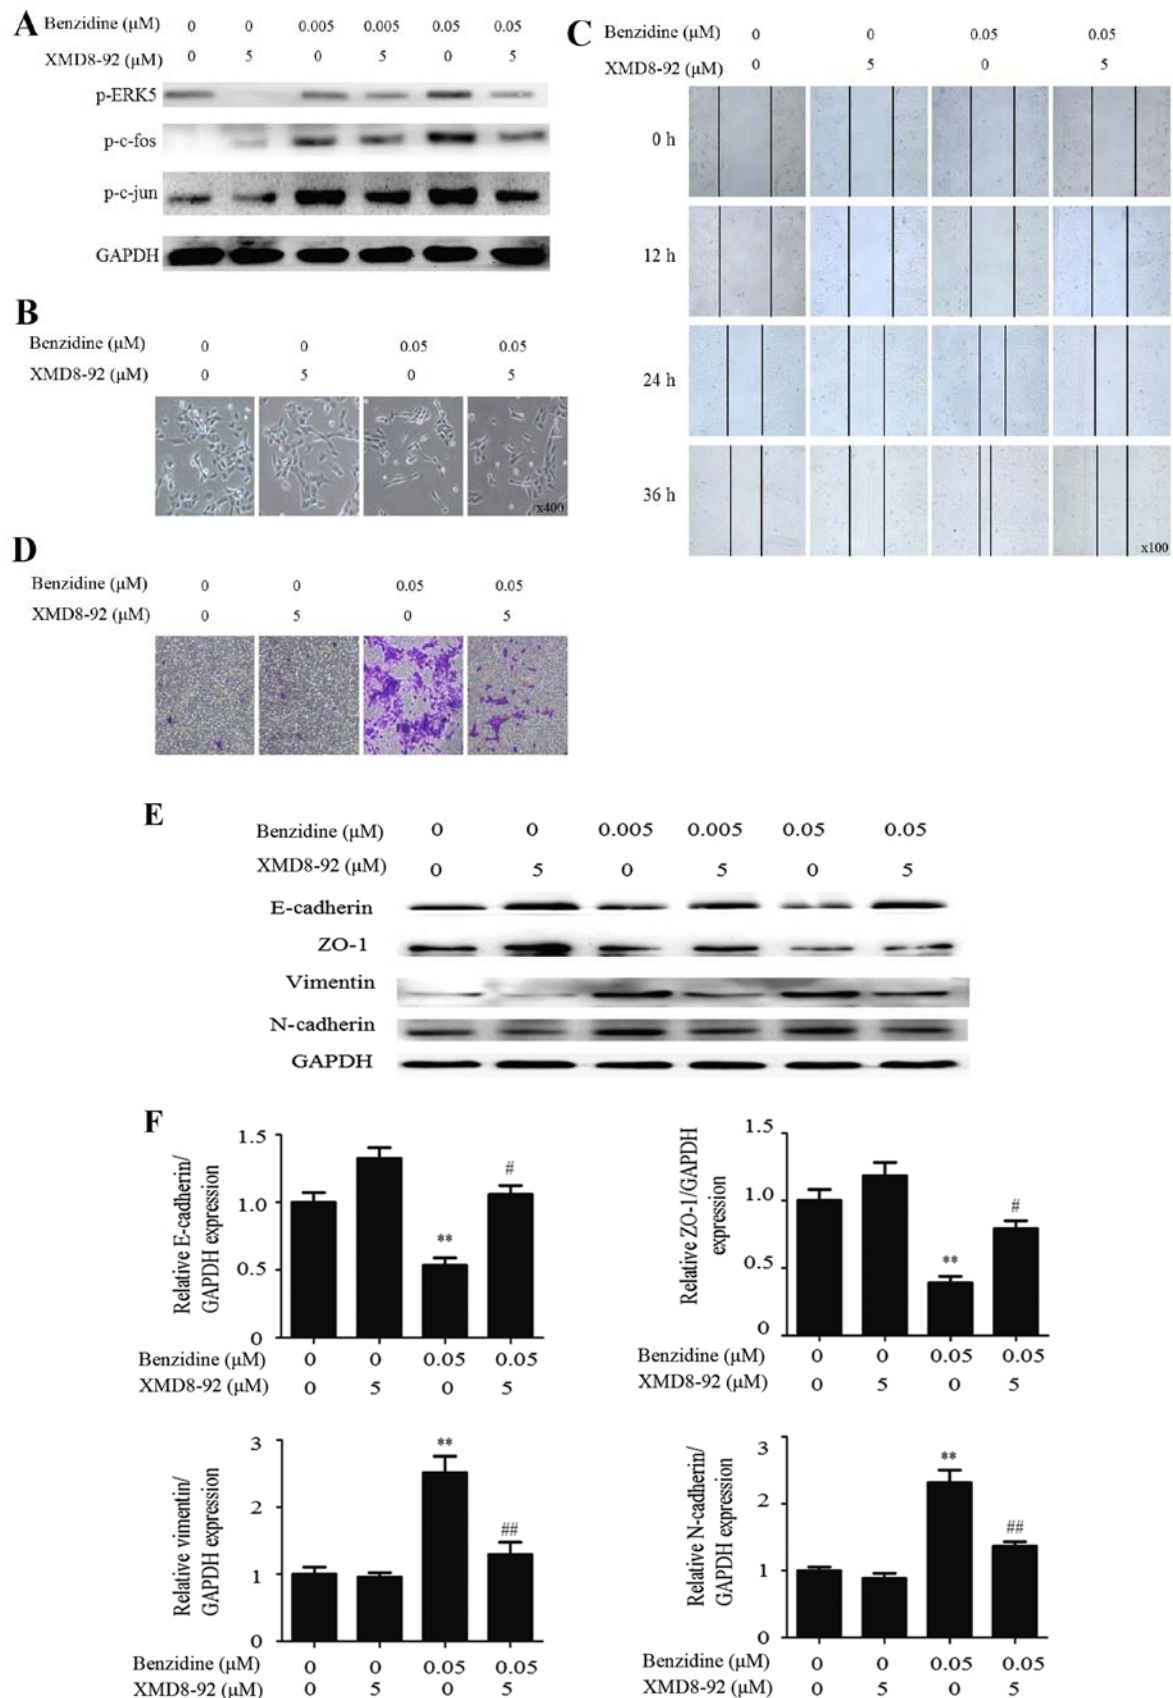 A
Benzidine (μM) 0 0 0.005 0.005 0.05 0.05
XMD8-92 (μM) 0 5 0 5 0 5
p-ERK5
p-c-fos
p-c-jun
GAPDH
B
Benzidine (μM) 0 0 0.05 0.05
XMD8-92 (μM) 0 5 0 5
x400
C
Benzidine (μM) 0 0 0.05 0.05
XMD8-92 (μM) 0 5 0 5
0 h
12 h
24 h
36 h
x100
D
Benzidine (μM) 0 0 0.05 0.05
XMD8-92 (μM) 0 5 0 5
E
Benzidine (μM) 0 0 0.005 0.005 0.05 0.05
XMD8-92 (μM) 0 5 0 5 0 5
E-cadherin
ZO-1
Vimentin
N-cadherin
GAPDH
F
Relative E-cadherin/
GAPDH expression
1.5
1.0
0.5
0
**
#
Benzidine (μM) 0 0 0.05 0.05
XMD8-92 (μM) 0 5 0 5
Relative ZO-1/GAPDH
expression
1.5
1.0
0.5
0
**
#
Benzidine (μM) 0 0 0.05 0.05
XMD8-92 (μM) 0 5 0 5
Relative vimentin/
GAPDH expression
3
2
1
0
**
##
Benzidine (μM) 0 0 0.05 0.05
XMD8-92 (μM) 0 5 0 5
Relative N-cadherin/
GAPDH expression
3
2
1
0
**
##
Benzidine (μM) 0 0 0.05 0.05
XMD8-92 (μM) 0 5 0 5